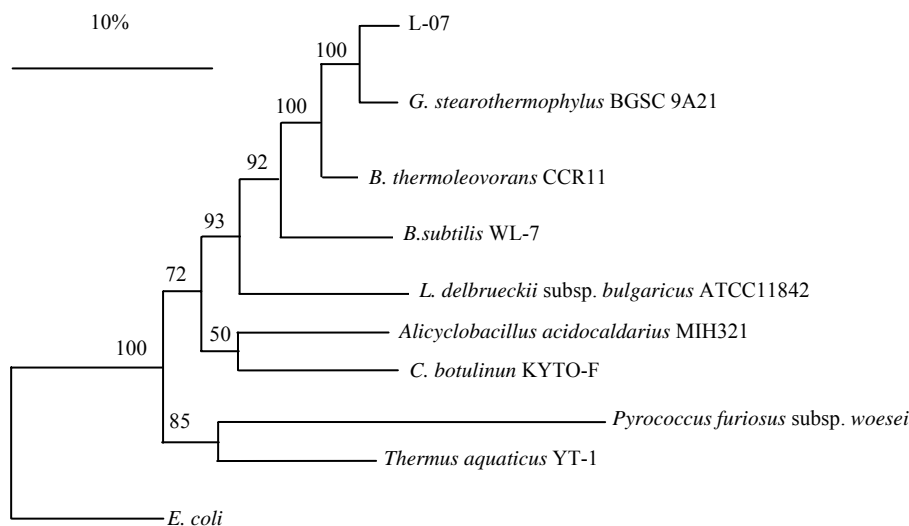 10%
L-07
100
G. stearothermophylus BGSC 9A21
100
B. thermoleovorans CCR11
92
B.subtilis WL-7
93
L. delbrueckii subsp. bulgaricus ATCC11842
72
Alicyclobacillus acidocaldarius MIH321
50
C. botulinun KYTO-F
100
Pyrococcus furiosus subsp. woesei
85
Thermus aquaticus YT-1
E. coli